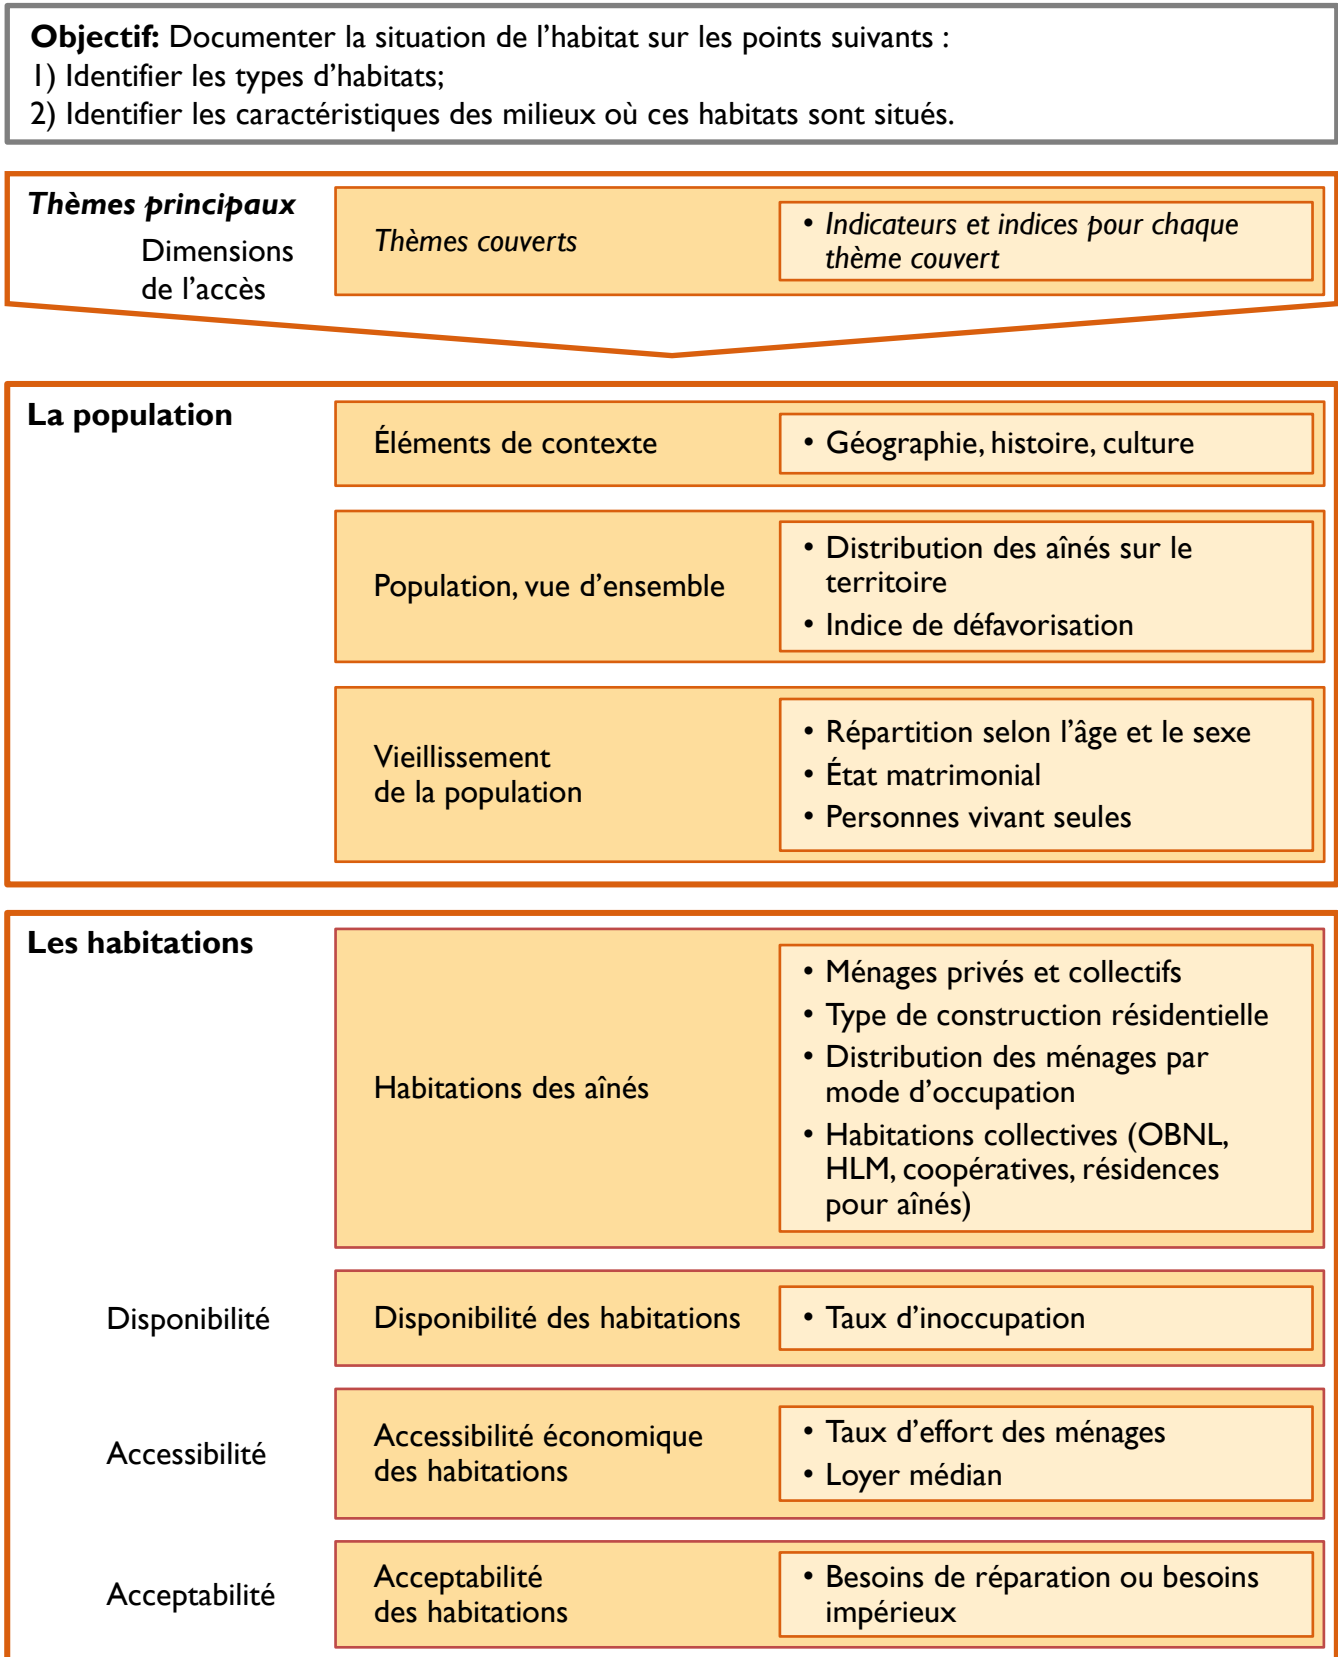 Objectif: Documenter la situation de l’habitat sur les points suivants :
1) Identifier les types d’habitats;
2) Identifier les caractéristiques des milieux où ces habitats sont situés.
Thèmes principaux
Dimensions
de l’accès
Thèmes couverts
• Indicateurs et indices pour chaque
thème couvert
La population
Éléments de contexte
• Géographie, histoire, culture
Population, vue d’ensemble
• Distribution des aînés sur le
territoire
• Indice de défavorisation
Vieillissement
de la population
• Répartition selon l’âge et le sexe
• État matrimonial
• Personnes vivant seules
Les habitations
Habitations des aînés
• Ménages privés et collectifs
• Type de construction résidentielle
• Distribution des ménages par
mode d’occupation
• Habitations collectives (OBNL,
HLM, coopératives, résidences
pour aînés)
Disponibilité
Disponibilité des habitations
• Taux d’inoccupation
Accessibilité
Accessibilité économique
des habitations
• Taux d’effort des ménages
• Loyer médian
Acceptabilité
Acceptabilité
des habitations
• Besoins de réparation ou besoins
impérieux